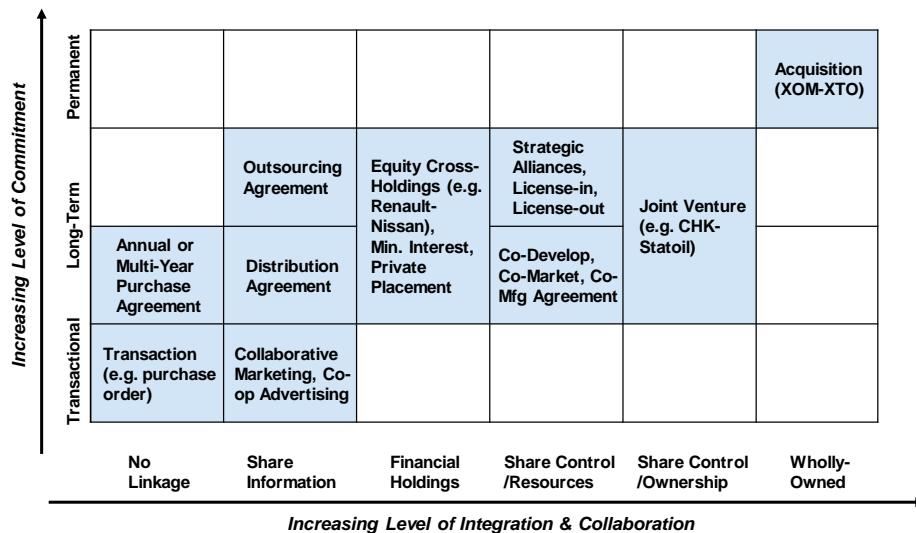 Increasing Level of Commitment
Permanent
Long-Term
Transactional
Acquisition
(XOM-XTO)
Outsourcing
Agreement
Equity Cross-
Holdings (e.g.
Renault-
Nissan),
Min. Interest,
Private
Placement
Strategic
Alliances,
License-in,
License-out
Joint Venture
(e.g. CHK-
Statoil)
Annual or
Multi-Year
Purchase
Agreement
Distribution
Agreement
Co-Develop,
Co-Market, Co-
Mfg Agreement
Transaction
(e.g. purchase
order)
Collaborative
Marketing, Co-
op Advertising
No
Linkage
Share
Information
Financial
Holdings
Share Control
/Resources
Share Control
/Ownership
Wholly-
Owned
Increasing Level of Integration & Collaboration